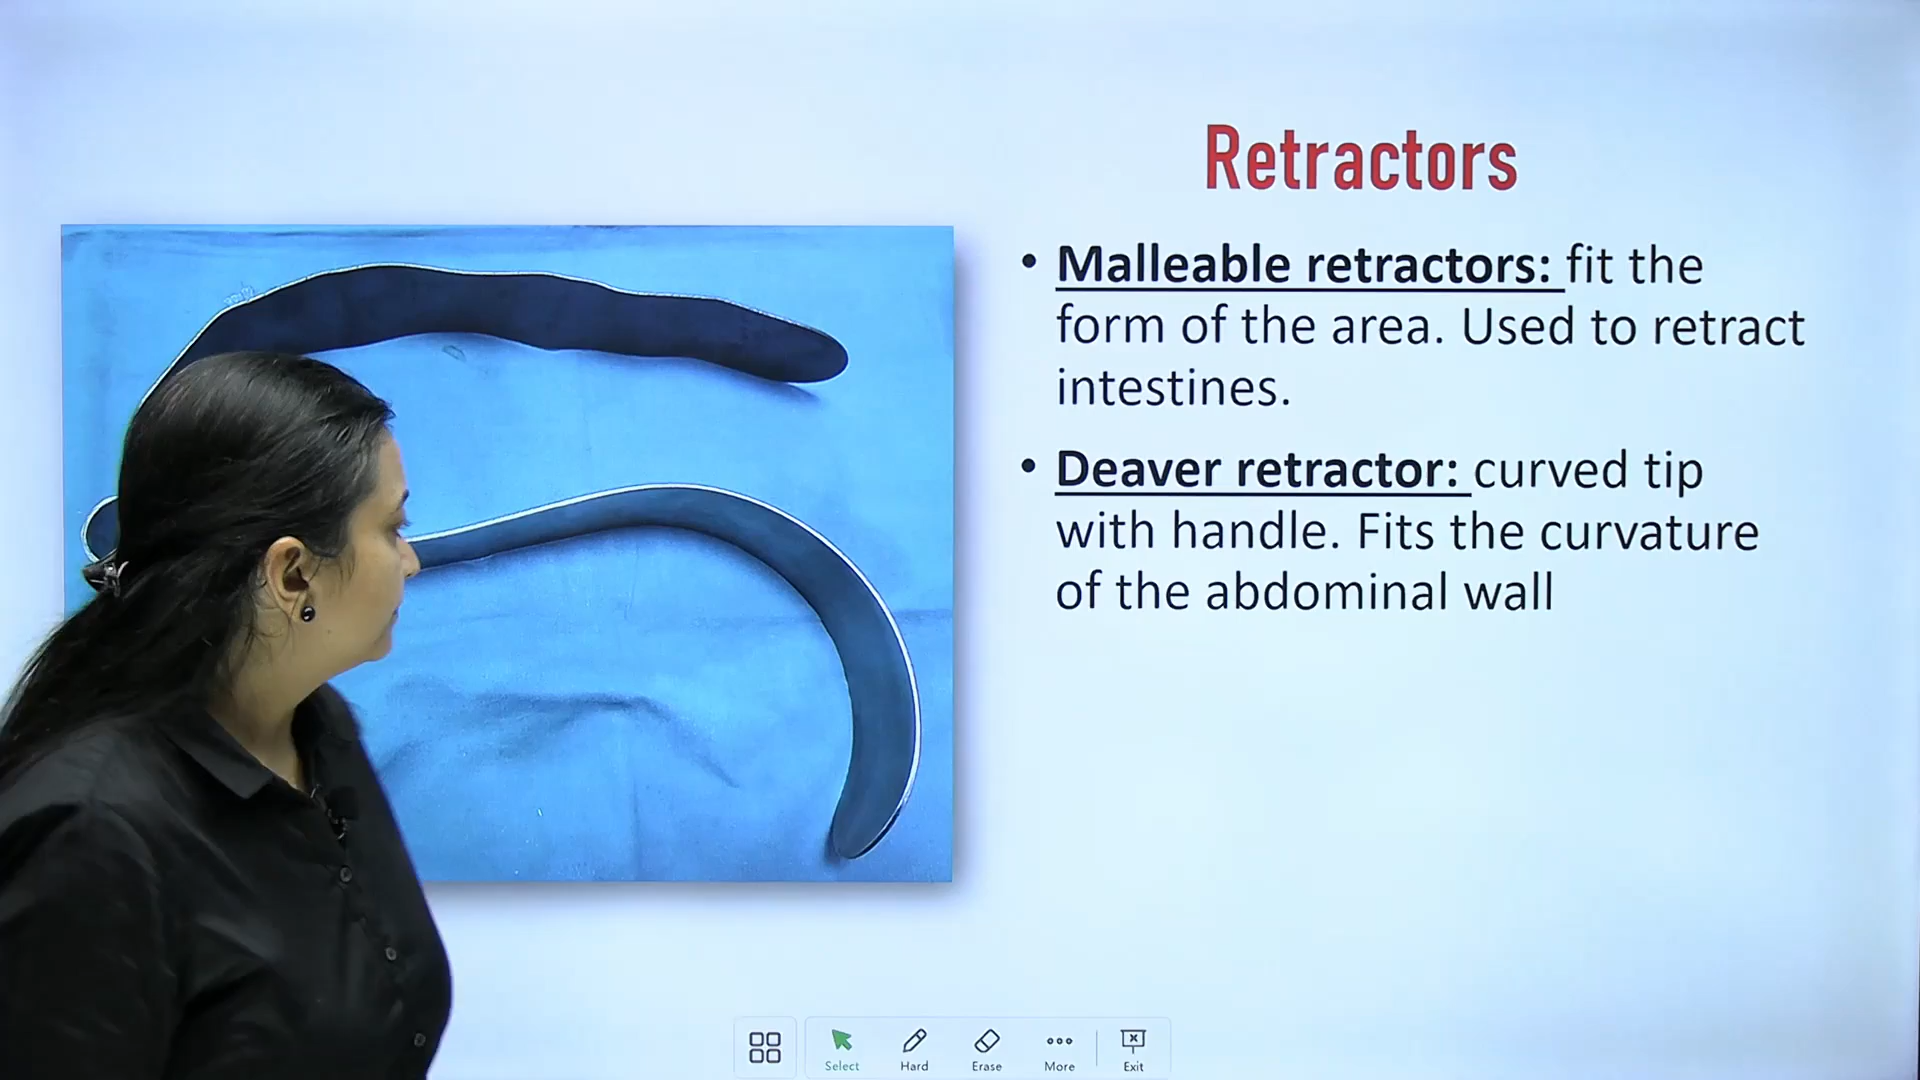 Retractors
• Malleable retractors: fit the
form of the area. Used to retract
intestines.
• Deaver retractor: curved tip
with handle. Fits the curvature
of the abdominal wall
Select Hard Erase More Exit